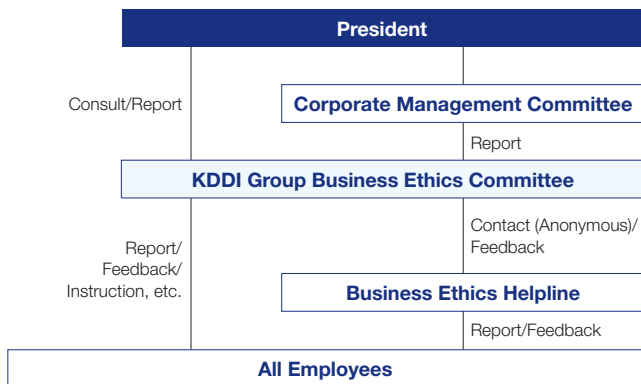 President
Consult/Report
Corporate Management Committee
Report
KDDI Group Business Ethics Committee
Contact (Anonymous)/
Feedback
Report/
Feedback/
Instruction, etc.
Business Ethics Helpline
Report/Feedback
All Employees